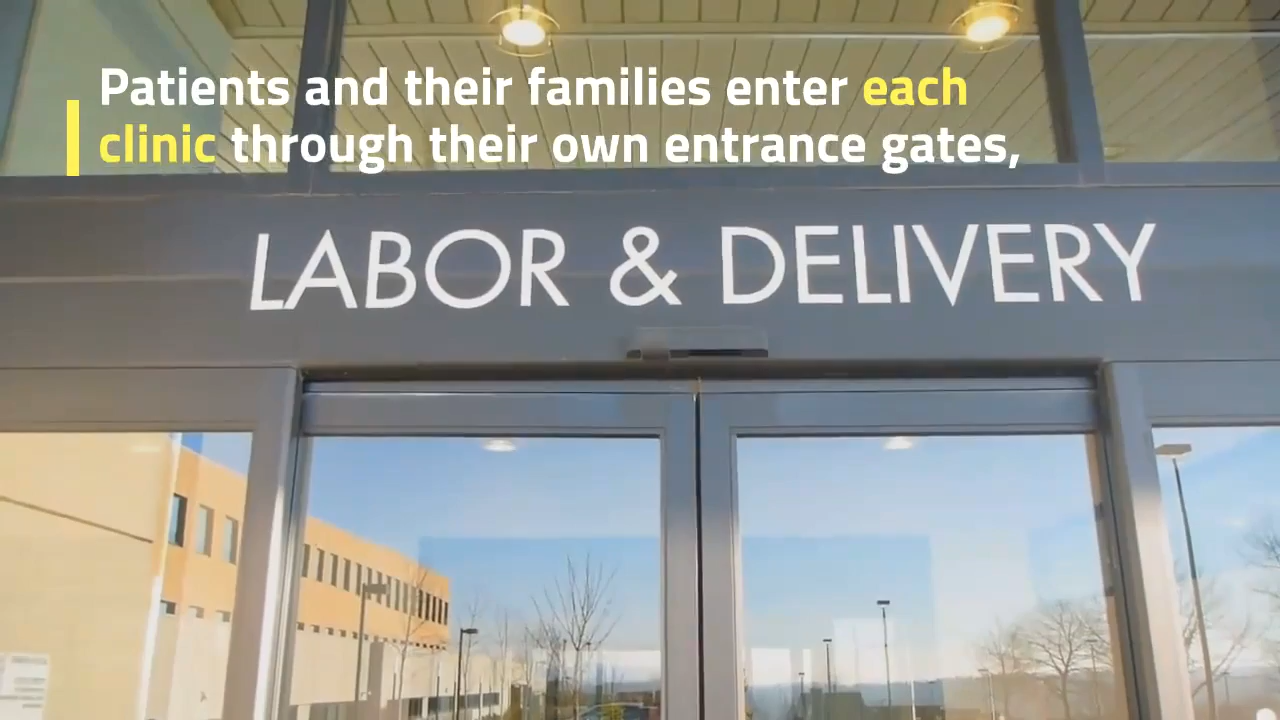 Patients and their families enter each
clinic through their own entrance gates,
LABOR & DELIVERY